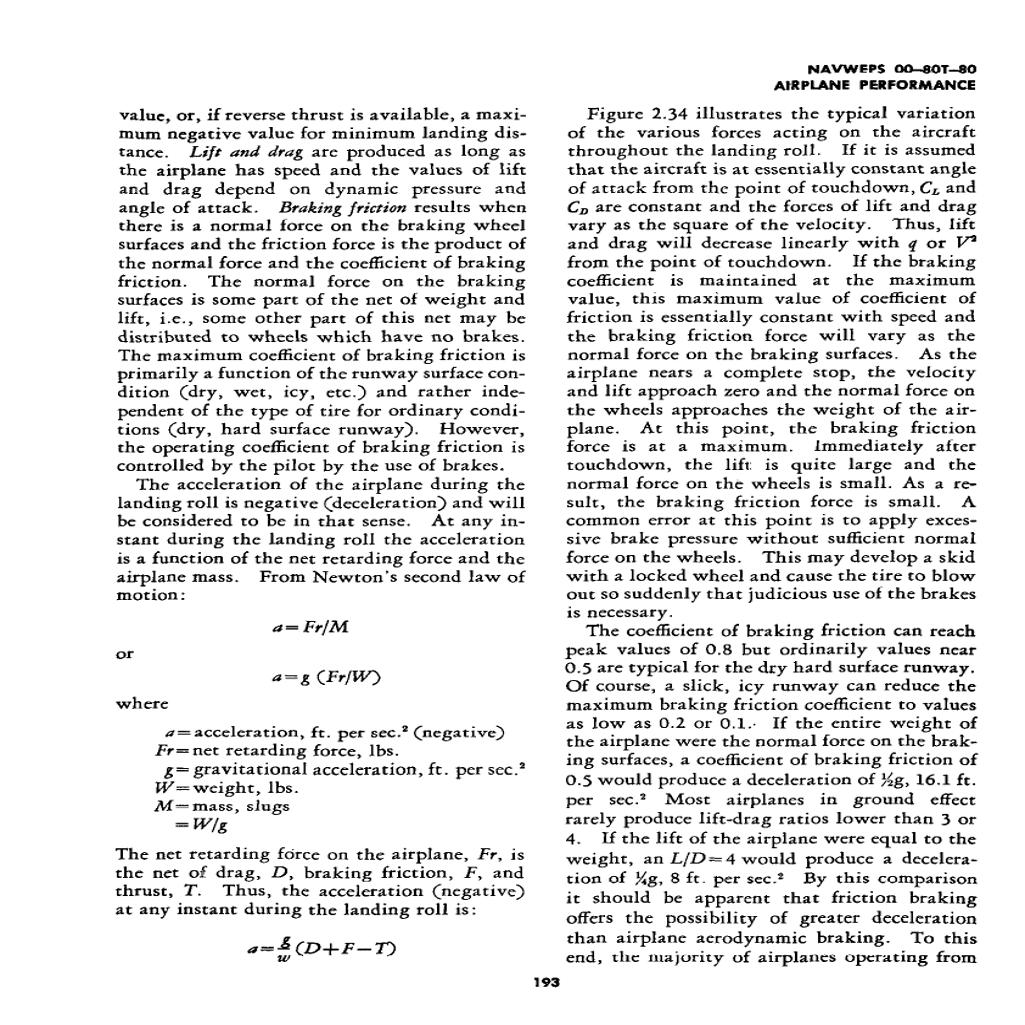 NAVWEPS 00–80T–80
AIRPLANE PERFORMANCE
value, or, if reverse thrust is available, a maxi-
mum negative value for minimum landing dis-
tance. Lift and drag are produced as long as
the airplane has speed and the values of lift
and drag depend on dynamic pressure and
angle of attack. Braking friction results when
there is a normal force on the braking wheel
surfaces and the friction force is the product of
the normal force and the coefficient of braking
friction. The normal force on the braking
surfaces is some part of the net of weight and
lift, i.e., some other part of this net may be
distributed to wheels which have no brakes.
The maximum coefficient of braking friction is
primarily a function of the runway surface con-
dition (dry, wet, icy, etc.) and rather inde-
pendent of the type of tire for ordinary condi-
tions (dry, hard surface runway). However,
the operating coefficient of braking friction is
controlled by the pilot by the use of brakes.
The acceleration of the airplane during the
landing roll is negative (deceleration) and will
be considered to be in that sense. At any in-
stant during the landing roll the acceleration
is a function of the net retarding force and the
airplane mass. From Newton's second law of
motion:
a=Fr/M
or
a=g (Fr/W)
where
a=acceleration, ft. per sec.² (negative)
Fr=net retarding force, lbs.
g=gravitational acceleration, ft. per sec.²
W=weight, lbs.
M=mass, slugs
=W/g
The net retarding force on the airplane, Fr, is
the net of drag, D, braking friction, F, and
thrust, T. Thus, the acceleration (negative)
at any instant during the landing roll is:
a=g/w (D+F−T)
Figure 2.34 illustrates the typical variation
of the various forces acting on the aircraft
throughout the landing roll. If it is assumed
that the aircraft is at essentially constant angle
of attack from the point of touchdown, C_L and
C_D are constant and the forces of lift and drag
vary as the square of the velocity. Thus, lift
and drag will decrease linearly with q or V²
from the point of touchdown. If the braking
coefficient is maintained at the maximum
value, this maximum value of coefficient of
friction is essentially constant with speed and
the braking friction force will vary as the
normal force on the braking surfaces. As the
airplane nears a complete stop, the velocity
and lift approach zero and the normal force on
the wheels approaches the weight of the air-
plane. At this point, the braking friction
force is at a maximum. Immediately after
touchdown, the lift is quite large and the
normal force on the wheels is small. As a re-
sult, the braking friction force is small. A
common error at this point is to apply exces-
sive brake pressure without sufficient normal
force on the wheels. This may develop a skid
with a locked wheel and cause the tire to blow
out so suddenly that judicious use of the brakes
is necessary.
The coefficient of braking friction can reach
peak values of 0.8 but ordinarily values near
0.5 are typical for the dry hard surface runway.
Of course, a slick, icy runway can reduce the
maximum braking friction coefficient to values
as low as 0.2 or 0.1. If the entire weight of
the airplane were the normal force on the brak-
ing surfaces, a coefficient of braking friction of
0.5 would produce a deceleration of ½g, 16.1 ft.
per sec.² Most airplanes in ground effect
rarely produce lift-drag ratios lower than 3 or
4. If the lift of the airplane were equal to the
weight, an L/D=4 would produce a decelera-
tion of ¼g, 8 ft. per sec.² By this comparison
it should be apparent that friction braking
offers the possibility of greater deceleration
than airplane aerodynamic braking. To this
end, the majority of airplanes operating from
193